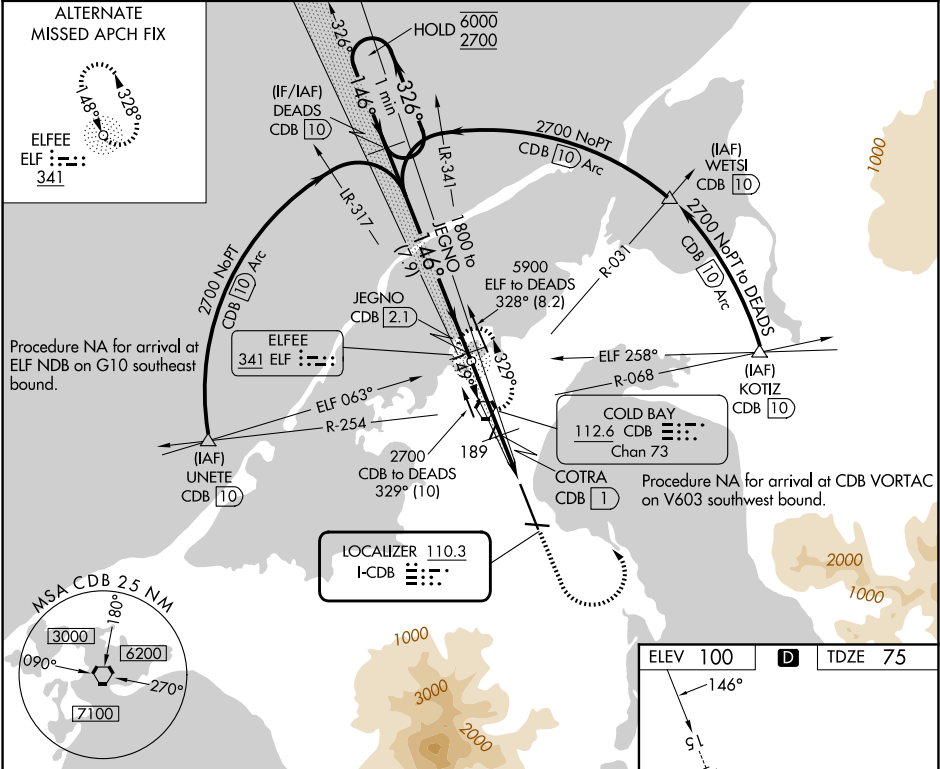 ALTERNATE
MISSED APCH FIX
148°
328°
ELFEE
ELF
341
326°
HOLD
6000
2700
146°
1 min
326°
(IF/IAF)
DEADS
CDB 10
LR-341
LR-317
2700 NoPT
CDB 10 Arc
(IAF)
WETSI
CDB 10
1000
2700 NoPT to DEADS
CDB 10 Arc
R-031
2700 NoPT
CDB 10 Arc
146°
(7.9)
1800 to
JEGNO
5900
ELF to DEADS
328° (8.2)
JEGNO
CDB 2.1
Procedure NA for arrival at
ELF NDB on G10 southeast
bound.
ELFEE
341 ELF
149°
329°
ELF 258°
R-068
(IAF)
KOTIZ
CDB 10
ELF 063°
R-254
COLD BAY
112.6 CDB
Chan 73
(IAF)
UNETE
CDB 10
2700
CDB to DEADS
329° (10)
189
COTRA
CDB 1
Procedure NA for arrival at CDB VORTAC
on V603 southwest bound.
LOCALIZER 110.3
I-CDB
2000
1000
MSA CDB 25 NM
180°
3000
6200
090°
270°
7100
1000
3000
2000
ELEV 100
D
TDZE 75
146°
15